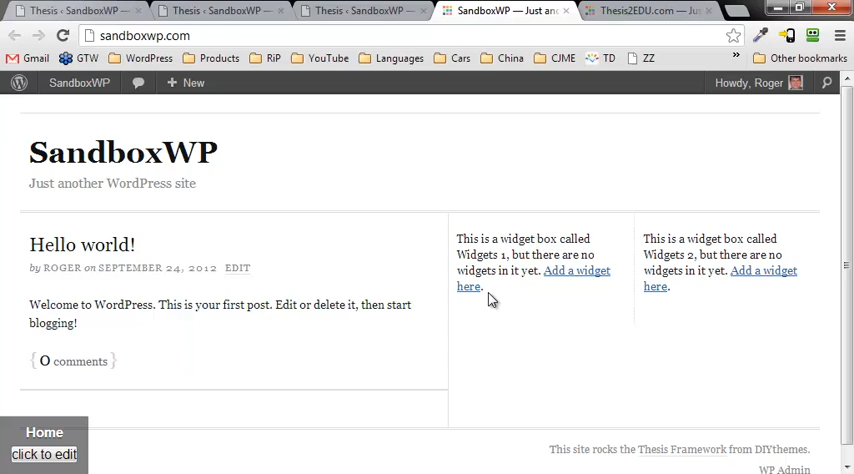 Thesis ‹ SandboxWP —
Thesis ‹ SandboxWP —
Thesis ‹ SandboxWP —
SandboxWP — Just an
Thesis2EDU.com — Jus
sandboxwp.com
Gmail
GTW
WordPress
Products
RiP
YouTube
Languages
Cars
China
CJME
TD
ZZ
»
Other bookmarks
SandboxWP
+ New
Howdy, Roger
SandboxWP
Just another WordPress site
Hello world!
by ROGER on SEPTEMBER 24, 2012 EDIT
Welcome to WordPress. This is your first post. Edit or delete it, then start
blogging!
{ 0 comments }
This is a widget box called
Widgets 1, but there are no
widgets in it yet. Add a widget
here.
This is a widget box called
Widgets 2, but there are no
widgets in it yet. Add a widget
here.
Home
click to edit
This site rocks the Thesis Framework from DIYthemes.
WP Admin